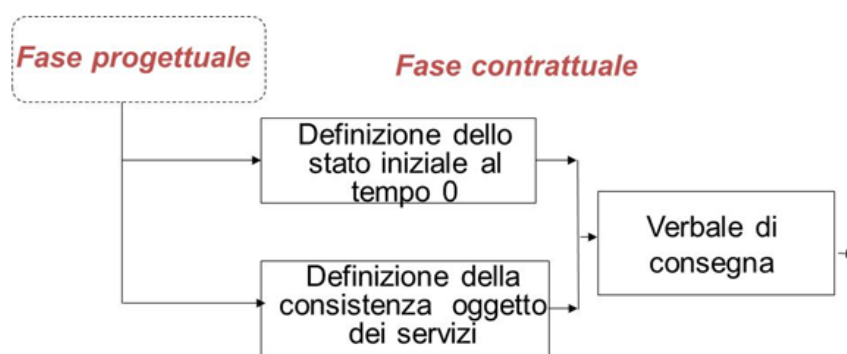 Fase progettuale
Fase contrattuale
Definizione dello
stato iniziale al
tempo 0
Verbale di
consegna
Definizione della
consistenza oggetto
dei servizi